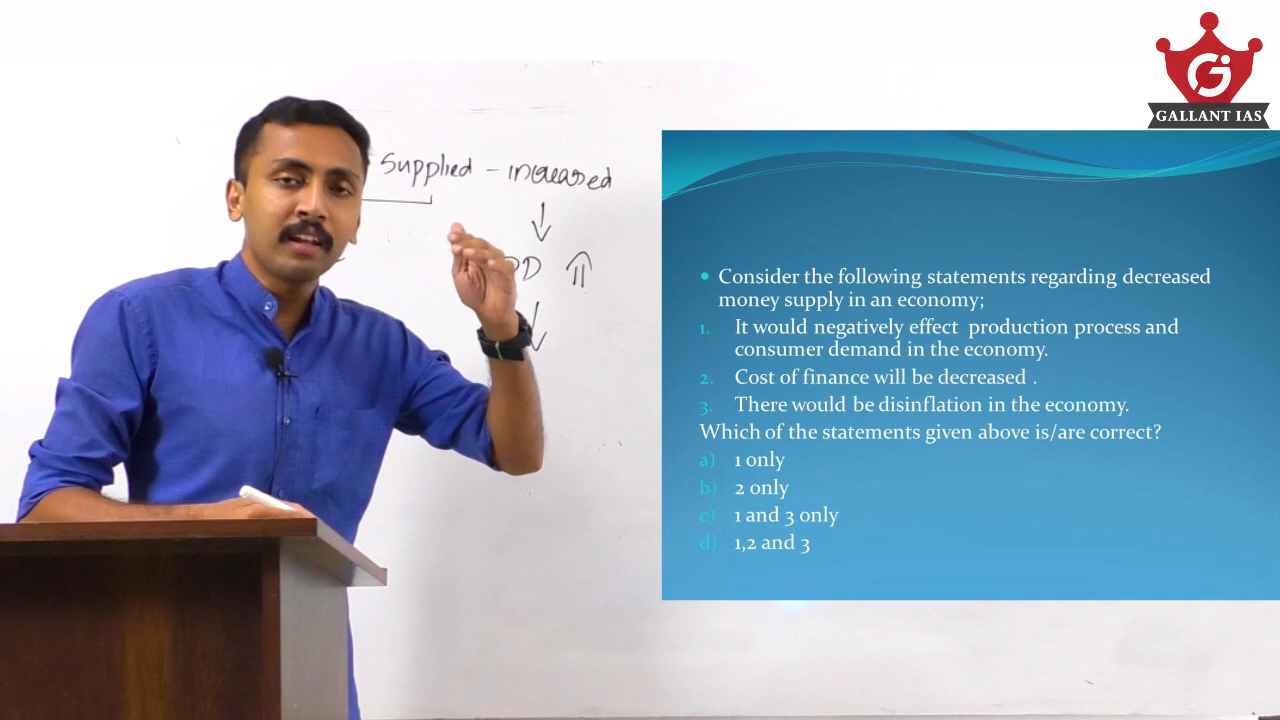 GALLANT IAS
Supplied - increased
DD
• Consider the following statements regarding decreased
money supply in an economy;
1. It would negatively effect production process and
consumer demand in the economy.
2. Cost of finance will be decreased .
3. There would be disinflation in the economy.
Which of the statements given above is/are correct?
a) 1 only
b) 2 only
c) 1 and 3 only
d) 1,2 and 3